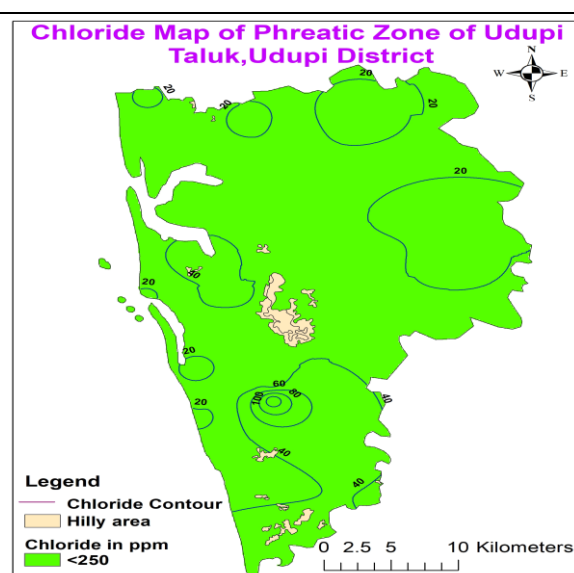 Chloride Map of Phreatic Zone of Udupi
Taluk,Udupi District
N
W E
S
20
20
20
20
20
40
20
20
20
60
80
100
40
40
40
Legend
Chloride Contour
Hilly area
Chloride in ppm
<250
0 2.5 5 10 Kilometers